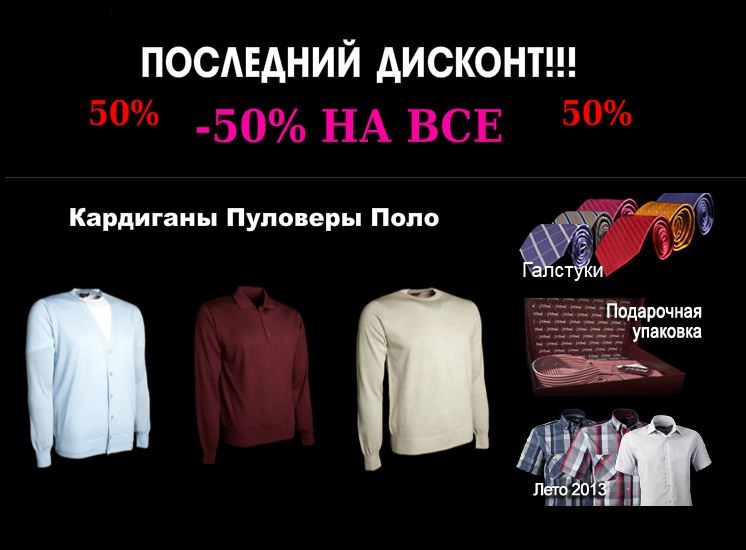 ПОСЛЕДНИЙ ДИСКОНТ!!!
50% -50% НА ВСЕ 50%
Кардиганы Пуловеры Поло
Галстуки
Подарочная
упаковка
Лето 2013